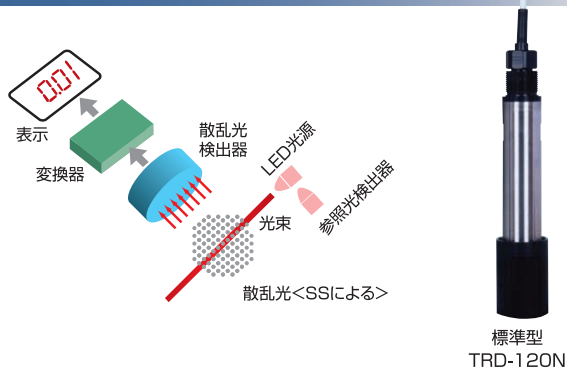 0.01
表示
変換器
散乱光
検出器
LED光源
参照光検出器
光束
散乱光<SSによる>
標準型
TRD-120N